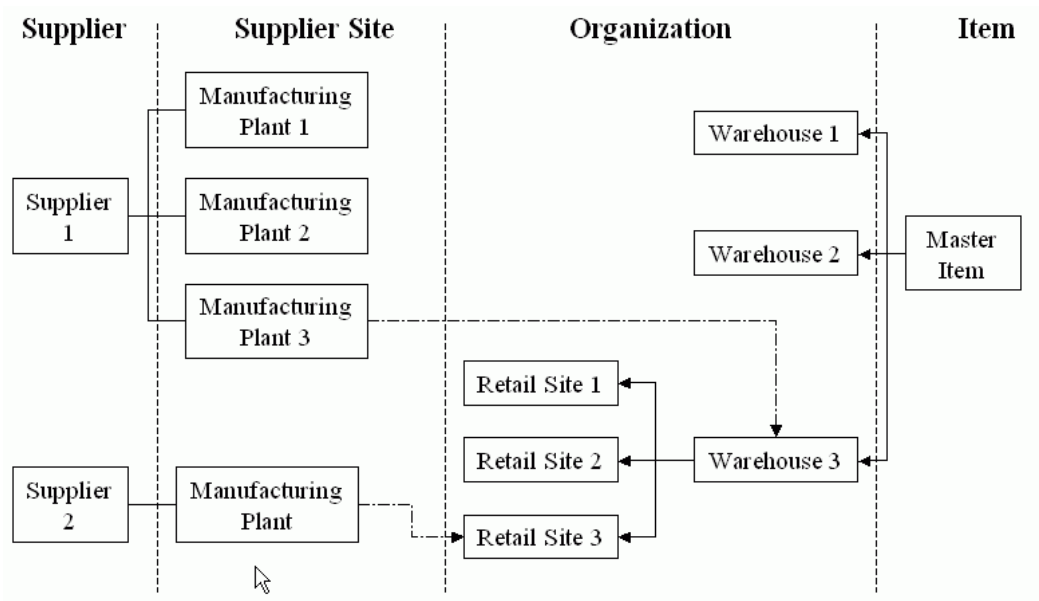 Supplier
Supplier Site
Organization
Item
Manufacturing
Plant 1
Warehouse 1
Supplier
1
Manufacturing
Plant 2
Warehouse 2
Master
Item
Manufacturing
Plant 3
Retail Site 1
Retail Site 2
Warehouse 3
Supplier
2
Manufacturing
Plant
Retail Site 3